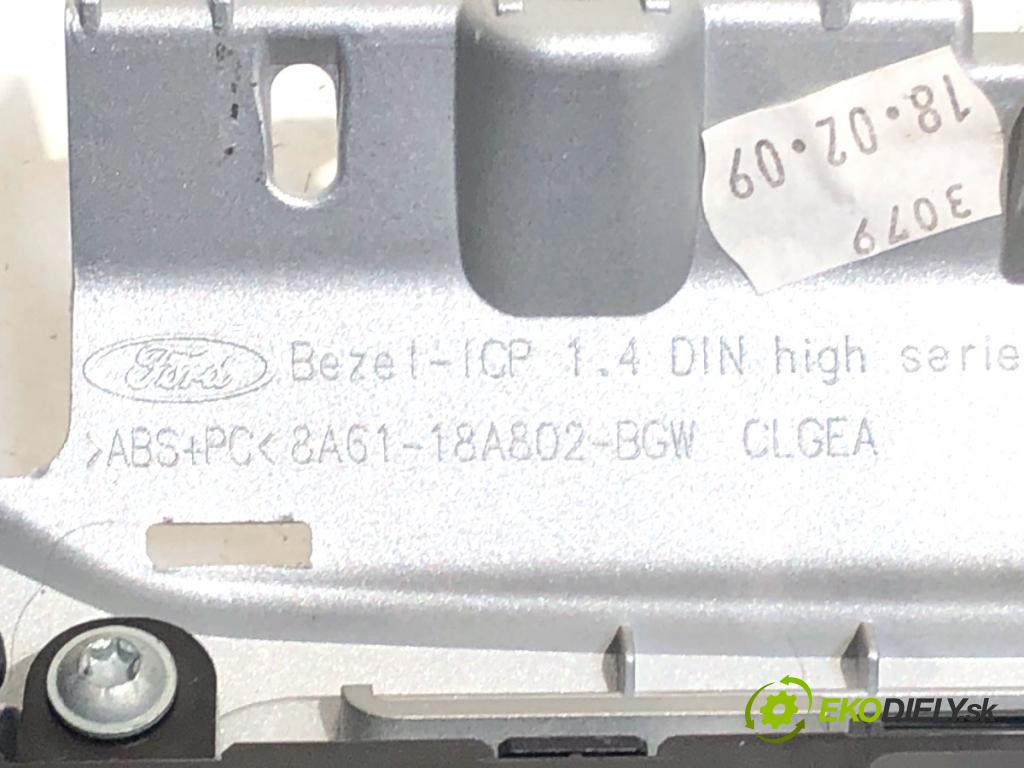 18.02.09
3079
Ford Bezel-ICP 1.4 DIN high serie
>ABS+PC< 8A61-18A802-BGW CLGEA
EKODIELY.sk